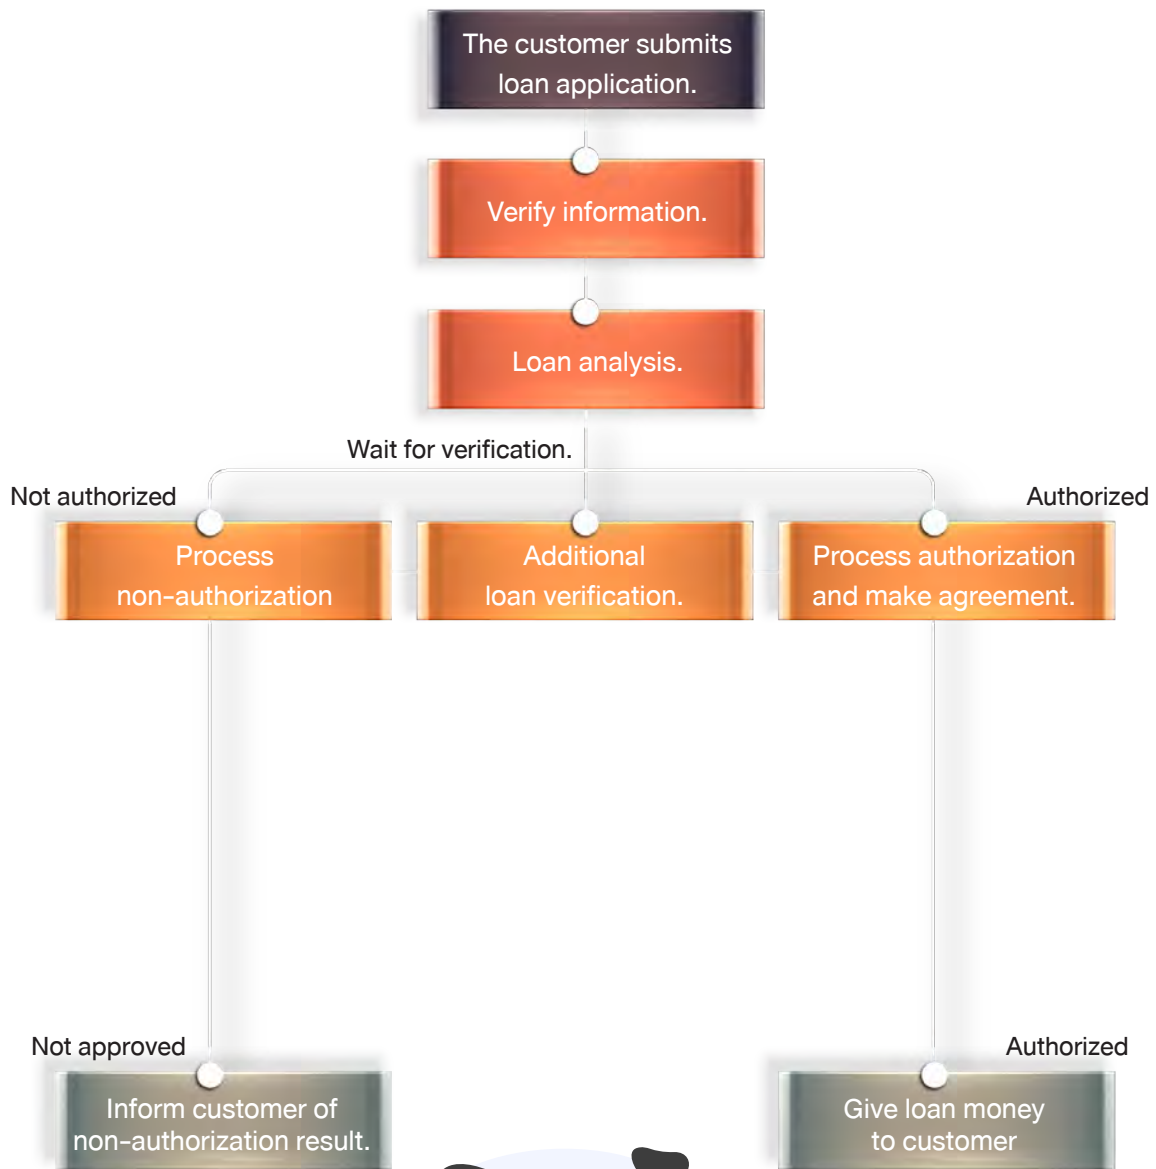 The customer submits
loan application.
Verify information.
Loan analysis.
Wait for verification.
Not authorized
Authorized
Process
non-authorization
Additional
loan verification.
Process authorization
and make agreement.
Not approved
Authorized
Inform customer of
non-authorization result.
Give loan money
to customer